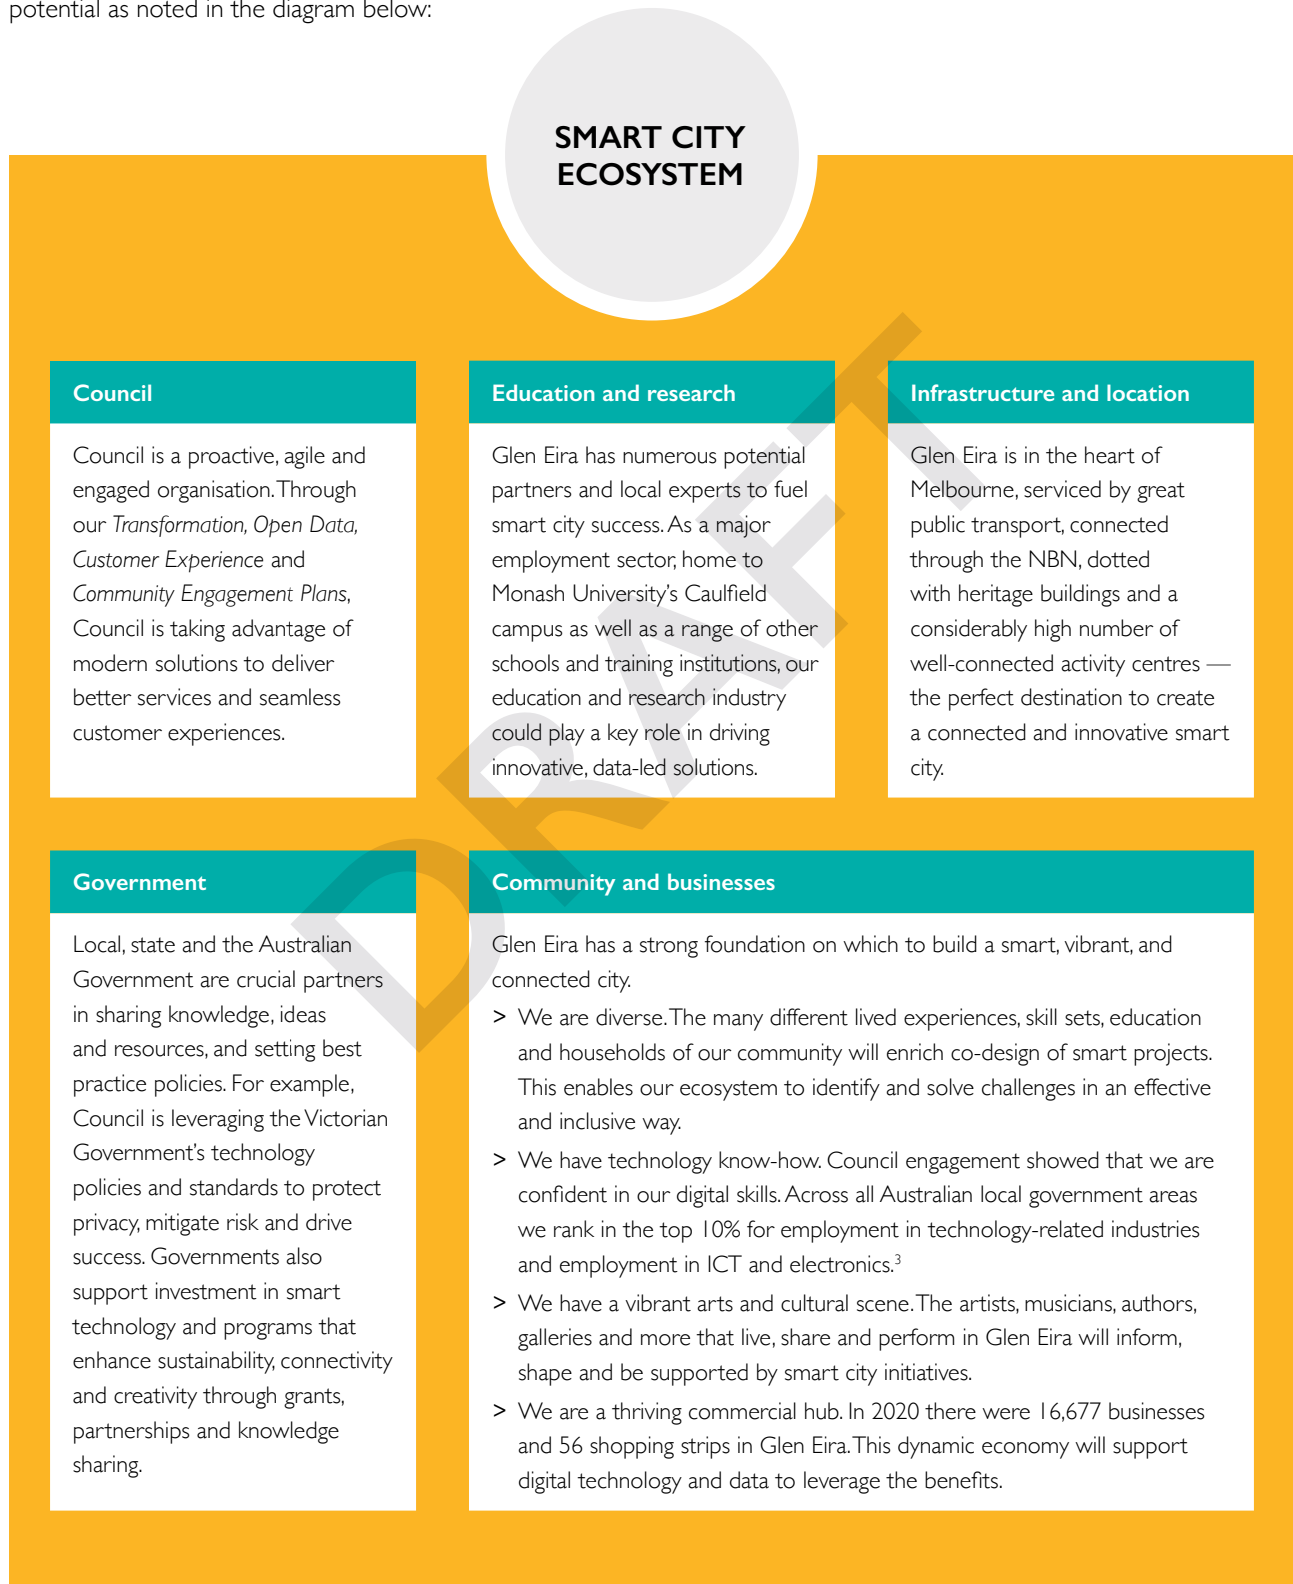 potential as noted in the diagram below:
SMART CITY
ECOSYSTEM
Council
Council is a proactive, agile and
engaged organisation. Through
our Transformation, Open Data,
Customer Experience and
Community Engagement Plans,
Council is taking advantage of
modern solutions to deliver
better services and seamless
customer experiences.
Education and research
Glen Eira has numerous potential
partners and local experts to fuel
smart city success. As a major
employment sector, home to
Monash University's Caulfield
campus as well as a range of other
schools and training institutions, our
education and research industry
could play a key role in driving
innovative, data-led solutions.
Infrastructure and location
Glen Eira is in the heart of
Melbourne, serviced by great
public transport, connected
through the NBN, dotted
with heritage buildings and a
considerably high number of
well-connected activity centres —
the perfect destination to create
a connected and innovative smart
city.
Government
Local, state and the Australian
Government are crucial partners
in sharing knowledge, ideas
and resources, and setting best
practice policies. For example,
Council is leveraging the Victorian
Government's technology
policies and standards to protect
privacy, mitigate risk and drive
success. Governments also
support investment in smart
technology and programs that
enhance sustainability, connectivity
and creativity through grants,
partnerships and knowledge
sharing.
Community and businesses
Glen Eira has a strong foundation on which to build a smart, vibrant, and
connected city.
> We are diverse. The many different lived experiences, skill sets, education
and households of our community will enrich co-design of smart projects.
This enables our ecosystem to identify and solve challenges in an effective
and inclusive way.
> We have technology know-how. Council engagement showed that we are
confident in our digital skills. Across all Australian local government areas
we rank in the top 10% for employment in technology-related industries
and employment in ICT and electronics.³
> We have a vibrant arts and cultural scene. The artists, musicians, authors,
galleries and more that live, share and perform in Glen Eira will inform,
shape and be supported by smart city initiatives.
> We are a thriving commercial hub. In 2020 there were 16,677 businesses
and 56 shopping strips in Glen Eira. This dynamic economy will support
digital technology and data to leverage the benefits.
DRAFT